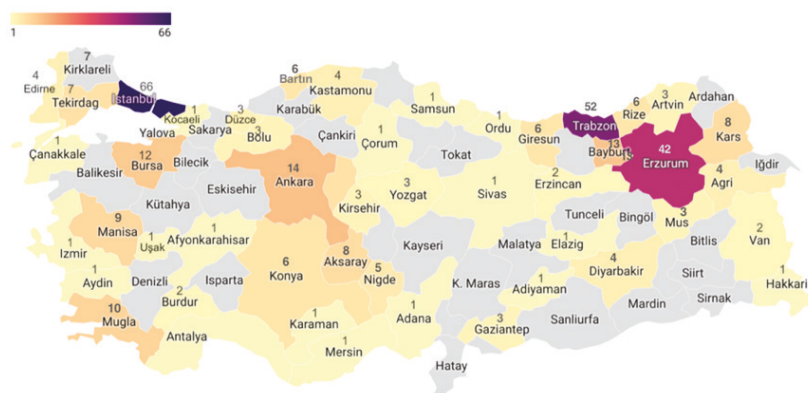 1 66
7
Kirklareli
4
Edirne
7
Tekirdag
66
Istanbul
1
Kocaeli
Yalova
Sakarya
3
Düzce
3
Bolu
6
Bartın
Karabük
4
Kastamonu
Çankiri
1
Çorum
1
Samsun
Tokat
1
Ordu
6
Giresun
52
Trabzon
6
Rize
3
Artvin
Ardahan
8
Kars
13
Bayburt
42
Erzurum
4
Agri
Iğdir
1
Çanakkale
Balikesir
12
Bursa
Bilecik
Eskisehir
Kütahya
14
Ankara
3
Kirsehir
3
Yozgat
1
Sivas
2
Erzincan
Tunceli
Bingöl
3
Mus
Bitlis
2
Van
9
Manisa
1
Uşak
1
Afyonkarahisar
1
Izmir
1
Aydin
Denizli
2
Burdur
Isparta
6
Konya
8
Aksaray
5
Nigde
Kayseri
Malatya
1
Elazig
4
Diyarbakir
Siirt
Sirnak
1
Hakkari
10
Mugla
Antalya
1
Karaman
1
Mersin
1
Adana
K. Maras
1
Adiyaman
3
Gaziantep
Sanliurfa
Mardin
Hatay